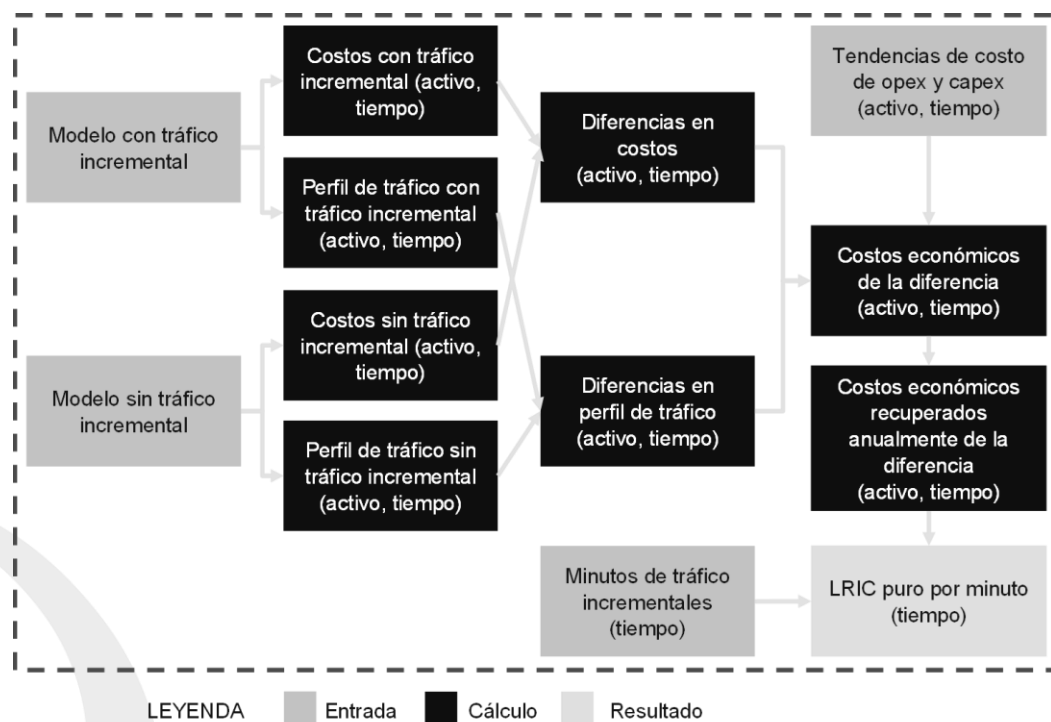 Modelo con tráfico
incremental
Modelo sin tráfico
incremental
Costos con tráfico
incremental (activo,
tiempo)
Perfil de tráfico con
tráfico incremental
(activo, tiempo)
Costos sin tráfico
incremental (activo,
tiempo)
Perfil de tráfico sin
tráfico incremental
(activo, tiempo)
Diferencias en
costos
(activo, tiempo)
Diferencias en
perfil de tráfico
(activo, tiempo)
Minutos de tráfico
incrementales
(tiempo)
Tendencias de costo
de opex y capex
(activo, tiempo)
Costos económicos
de la diferencia
(activo, tiempo)
Costos económicos
recuperados
anualmente de la
diferencia
(activo, tiempo)
LRIC puro por minuto
(tiempo)
LEYENDA
Entrada
Cálculo
Resultado